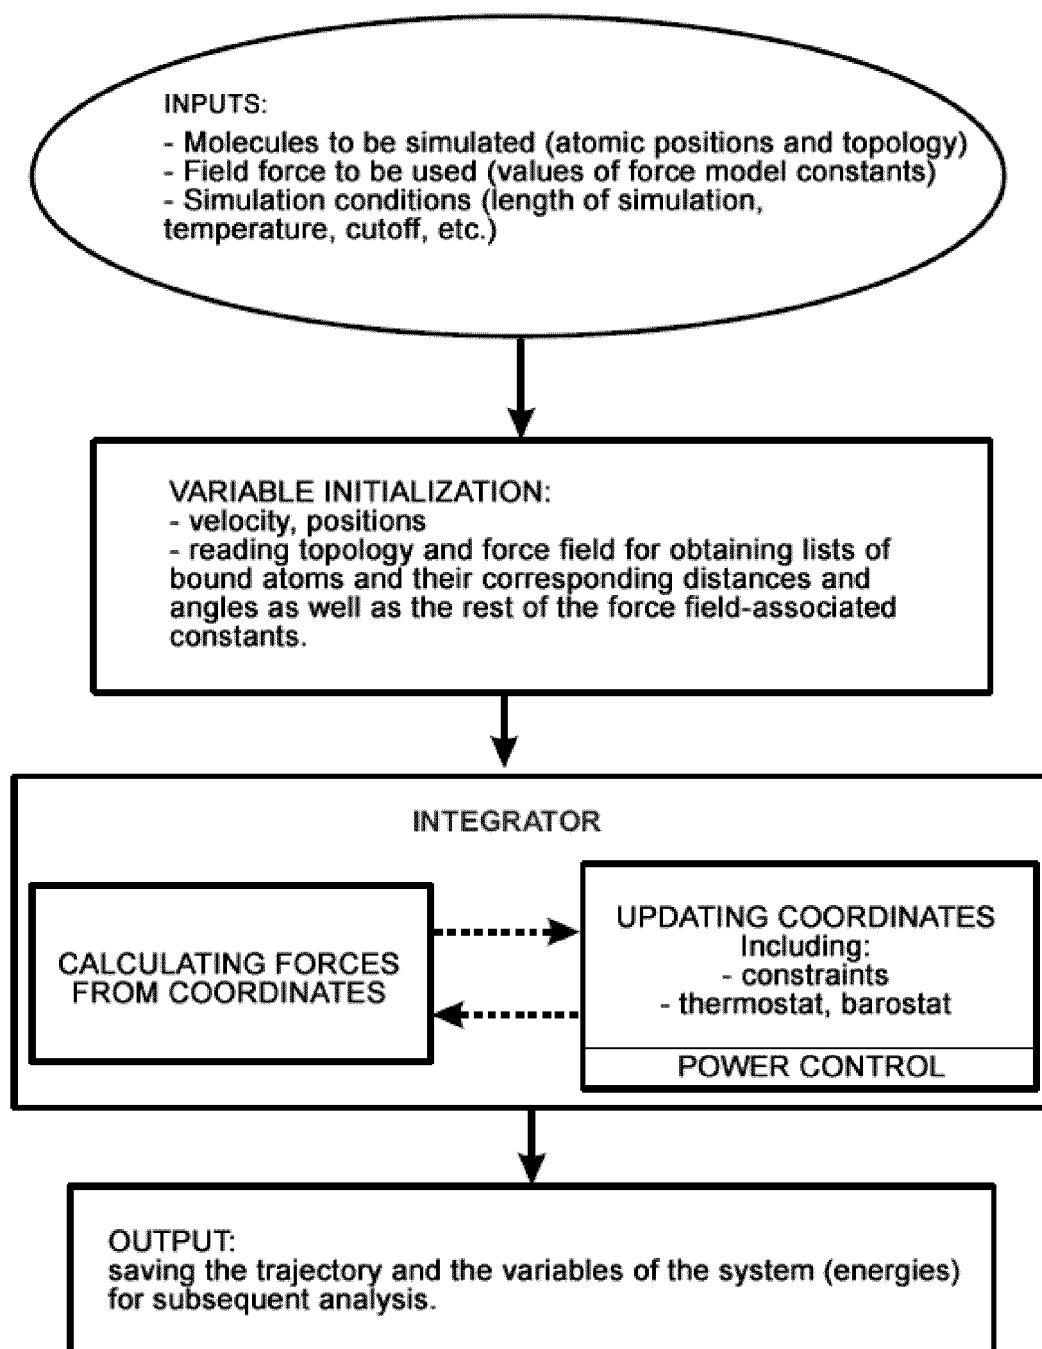 INPUTS:
- Molecules to be simulated (atomic positions and topology)
- Field force to be used (values of force model constants)
- Simulation conditions (length of simulation,
temperature, cutoff, etc.)
VARIABLE INITIALIZATION:
- velocity, positions
- reading topology and force field for obtaining lists of
bound atoms and their corresponding distances and
angles as well as the rest of the force field-associated
constants.
INTEGRATOR
CALCULATING FORCES
FROM COORDINATES
UPDATING COORDINATES
Including:
- constraints
- thermostat, barostat
POWER CONTROL
OUTPUT:
saving the trajectory and the variables of the system (energies)
for subsequent analysis.